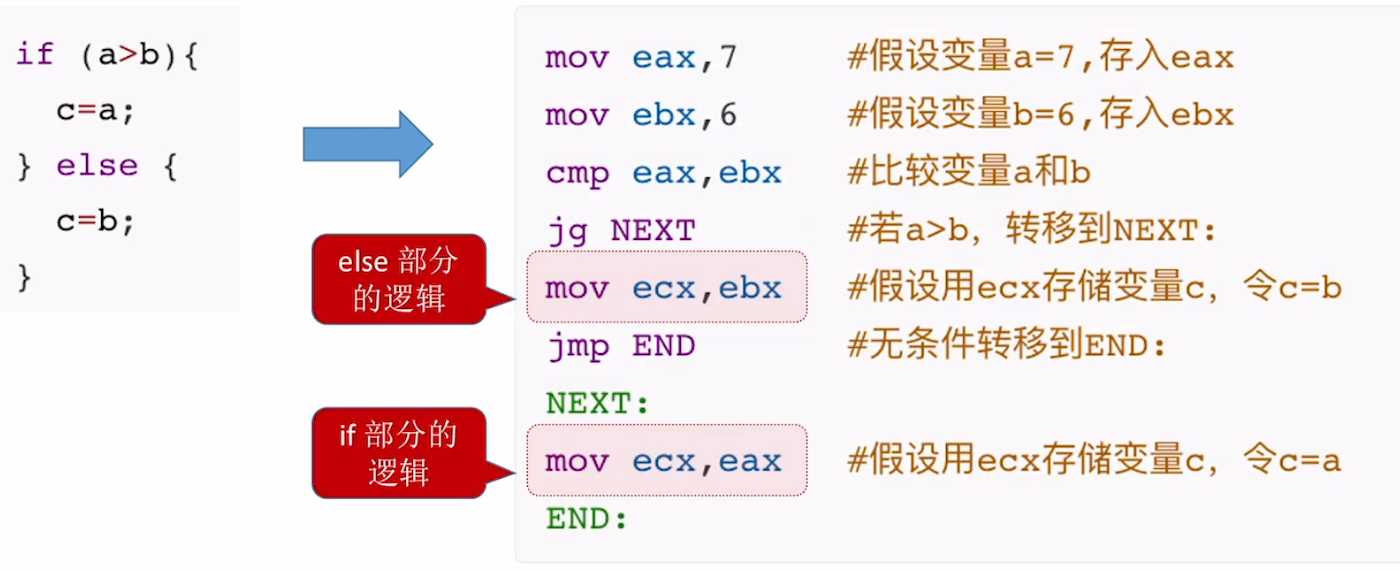 if (a>b){
c=a;
} else {
c=b;
}
mov eax,7 #假设变量a=7,存入eax
mov ebx,6 #假设变量b=6,存入ebx
cmp eax,ebx #比较变量a和b
jg NEXT #若a>b，转移到NEXT:
else 部分
的逻辑
mov ecx,ebx #假设用ecx存储变量c，令c=b
jmp END #无条件转移到END:
NEXT:
if 部分的
逻辑
mov ecx,eax #假设用ecx存储变量c，令c=a
END: